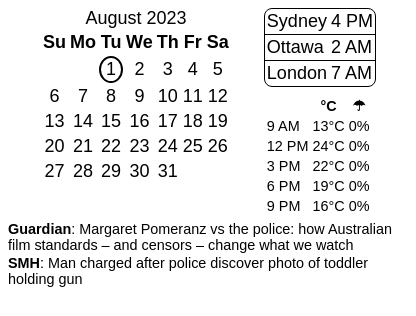 August 2023
Su Mo Tu We Th Fr Sa
1 2 3 4 5
6 7 8 9 10 11 12
13 14 15 16 17 18 19
20 21 22 23 24 25 26
27 28 29 30 31
Sydney 4 PM
Ottawa 2 AM
London 7 AM
°C ☂
9 AM 13°C 0%
12 PM 24°C 0%
3 PM 22°C 0%
6 PM 19°C 0%
9 PM 16°C 0%
Guardian: Margaret Pomeranz vs the police: how Australian
film standards – and censors – change what we watch
SMH: Man charged after police discover photo of toddler
holding gun